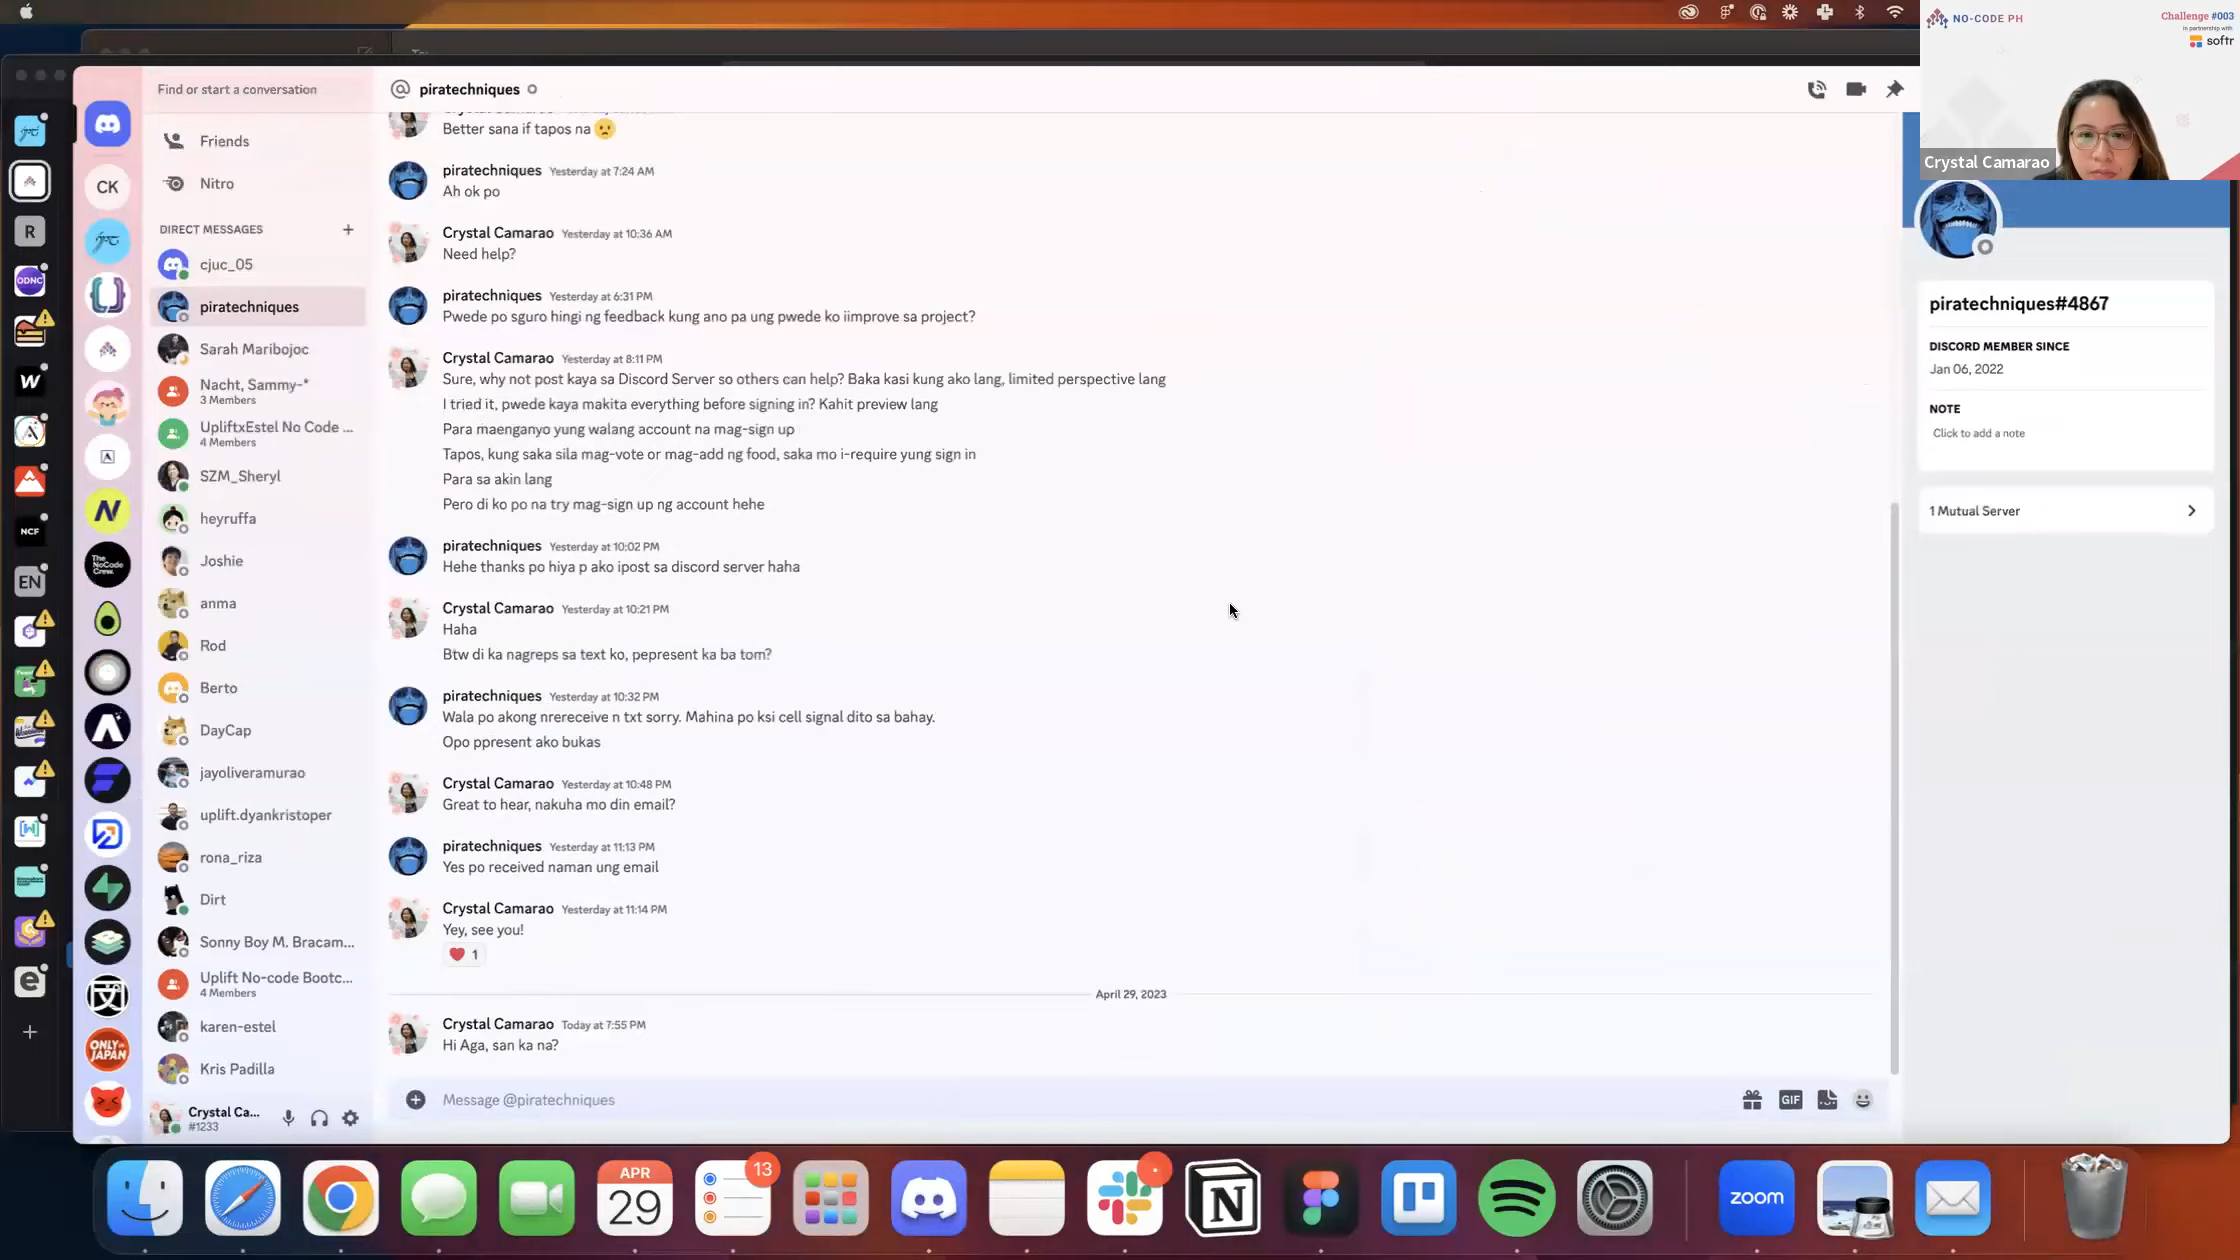 NO-CODE PH
Challenge #003
in partnership with
softr
Crystal Camarao
Find or start a conversation
Friends
Nitro
DIRECT MESSAGES
cjuc_05
piratechniques
Sarah Maribojoc
Nacht, Sammy-*
3 Members
UpliftxEstel No Code ...
4 Members
SZM_Sheryl
heyruffa
Joshie
anma
Rod
Berto
DayCap
jayoliveramurao
uplift.dyankristoper
rona_riza
Dirt
Sonny Boy M. Bracam...
Uplift No-code Bootc...
4 Members
karen-estel
Kris Padilla
Crystal Ca...
#1233
R
ODNC
W
NCF
EN
e
CK
N
The NoCode Crew.
ONLY in JAPAN
piratechniques
Better sana if tapos na
piratechniques Yesterday at 7:24 AM
Ah ok po
Crystal Camarao Yesterday at 10:36 AM
Need help?
piratechniques Yesterday at 6:31 PM
Pwede po sguro hingi ng feedback kung ano pa ung pwede ko iimprove sa project?
Crystal Camarao Yesterday at 8:11 PM
Sure, why not post kaya sa Discord Server so others can help? Baka kasi kung ako lang, limited perspective lang
I tried it, pwede kaya makita everything before signing in? Kahit preview lang
Para maenganyo yung walang account na mag-sign up
Tapos, kung saka sila mag-vote or mag-add ng food, saka mo i-require yung sign in
Para sa akin lang
Pero di ko po na try mag-sign up ng account hehe
piratechniques Yesterday at 10:02 PM
Hehe thanks po hiya p ako ipost sa discord server haha
Crystal Camarao Yesterday at 10:21 PM
Haha
Btw di ka nagreps sa text ko, pepresent ka ba tom?
piratechniques Yesterday at 10:32 PM
Wala po akong nrereceive n txt sorry. Mahina po ksi cell signal dito sa bahay.
Opo ppresent ako bukas
Crystal Camarao Yesterday at 10:48 PM
Great to hear, nakuha mo din email?
piratechniques Yesterday at 11:13 PM
Yes po received naman ung email
Crystal Camarao Yesterday at 11:14 PM
Yey, see you!
1
April 29, 2023
Crystal Camarao Today at 7:55 PM
Hi Aga, san ka na?
Message @piratechniques
GIF
piratechniques#4867
DISCORD MEMBER SINCE
Jan 06, 2022
NOTE
Click to add a note
1 Mutual Server
APR
29
13
zoom